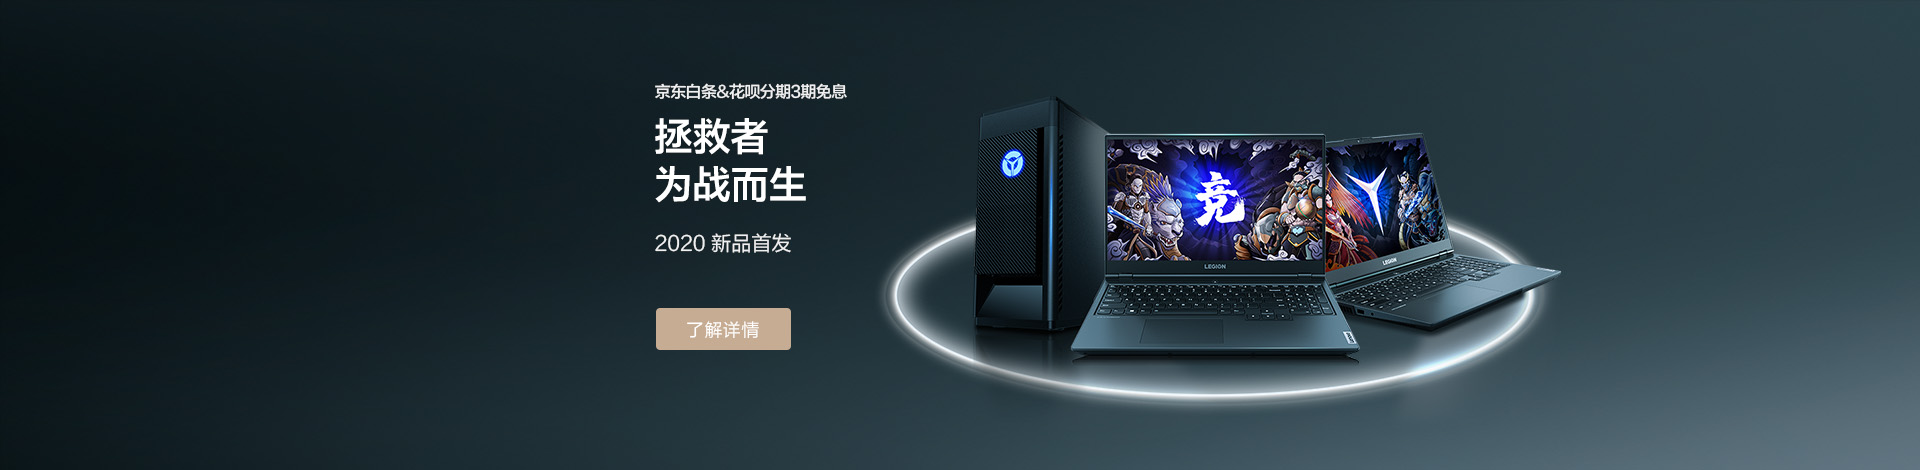 京东白条&花呗分期3期免息
拯救者
为战而生
2020 新品首发
了解详情
竞
LEGION
LEGION